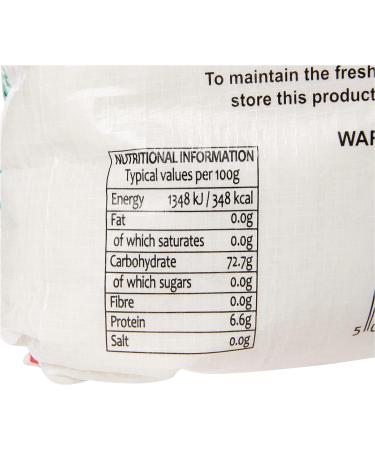 To maintain the fresh
store this product
WAR
NUTRITIONAL INFORMATION
Typical values per 100g
Energy 1348 kJ / 348 kcal
Fat 0.0g
of which saturates 0.0g
Carbohydrate 72.7g
of which sugars 0.0g
Fibre 0.0g
Protein 6.6g
Salt 0.0g
5